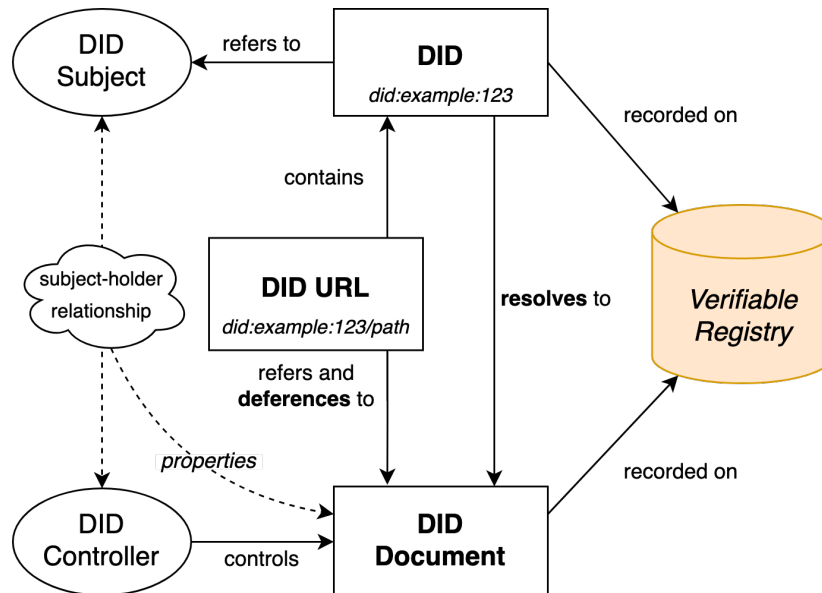 DID
Subject
refers to
DID
did:example:123
recorded on
contains
subject-holder
relationship
DID URL
did:example:123/path
resolves to
Verifiable
Registry
refers and
deferences to
properties
recorded on
DID
Controller
controls
DID
Document